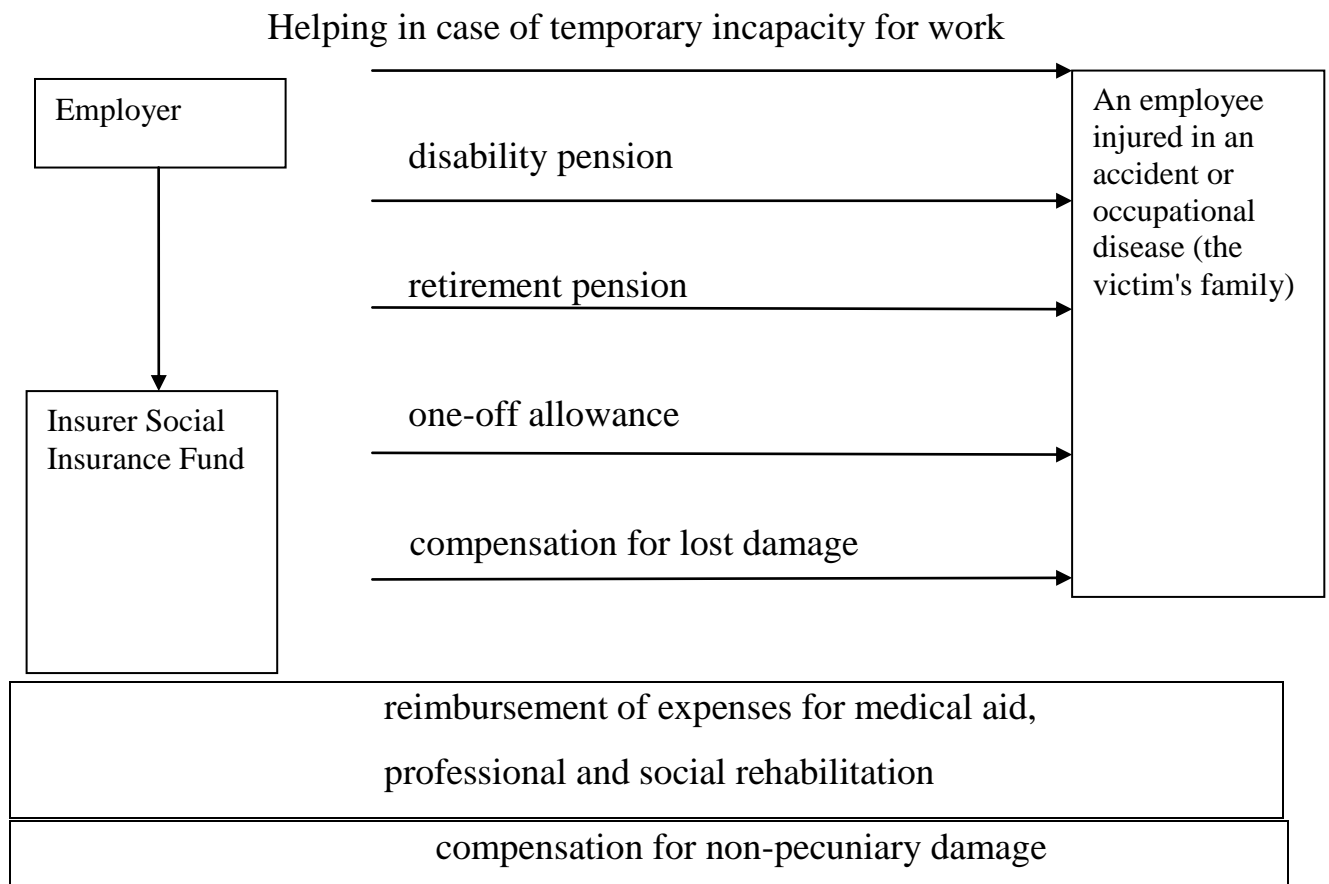 Helping in case of temporary incapacity for work
Employer
An employee
injured in an
accident or
occupational
disease (the
victim's family)
disability pension
retirement pension
Insurer Social
Insurance Fund
one-off allowance
compensation for lost damage
reimbursement of expenses for medical aid,
professional and social rehabilitation
compensation for non-pecuniary damage